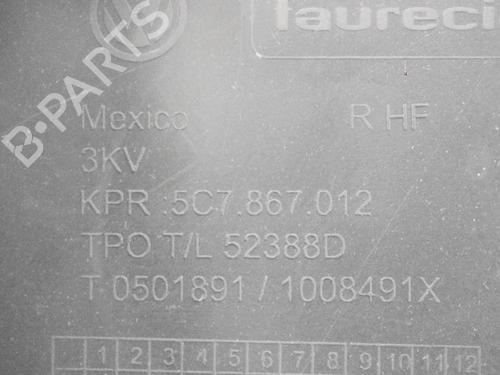 faureci
Mexico R HF
3KV
KPR :5C7.867.012
TPO T/L 52388D
T 0501891 / 1008491X
1 2 3 4 5 6 7 8 9 10 11 12
B-PARTS